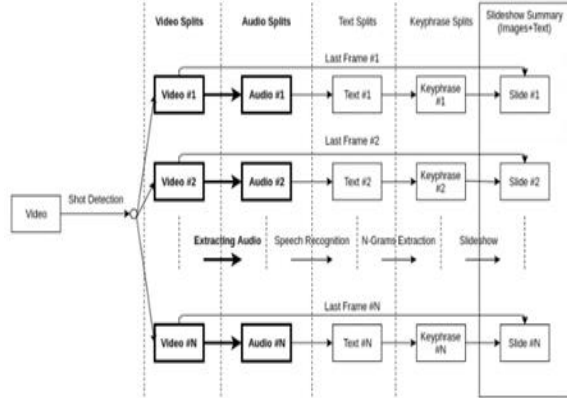 Video Splits
Audio Splits
Text Splits
Keyphrase Splits
Slideshow Summary
(Images+Text)
Last Frame #1
Video #1
Audio #1
Text #1
Keyphrase
#1
Slide #1
Last Frame #2
Video #2
Audio #2
Text #2
Keyphrase
#2
Slide #2
Shot Detection
Video
Extracting Audio
Speech Recognition
N-Grams Extraction
Slideshow
Last Frame #N
Video #N
Audio #N
Text #N
Keyphrase
#N
Slide #N